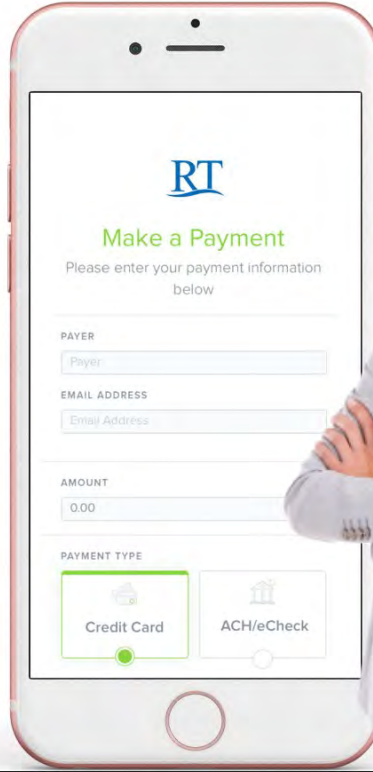 RT
Make a Payment
Please enter your payment information
below
PAYER
Payer
EMAIL ADDRESS
Email Address
AMOUNT
0.00
PAYMENT TYPE
Credit Card
ACH/eCheck